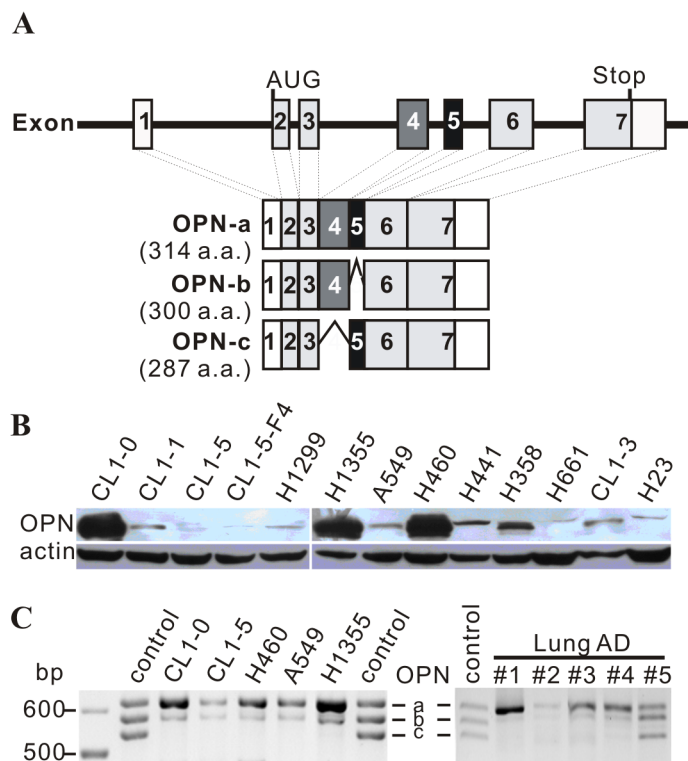 A
AUG
Stop
Exon
1 2 3 4 5 6 7
OPN-a
(314 a.a.)
1 2 3 4 5 6 7
OPN-b
(300 a.a.)
1 2 3 4 6 7
OPN-c
(287 a.a.)
1 2 3 5 6 7
B
CL1-0 CL1-1 CL1-5 CL1-5-F4 H1299 H1355 A549 H460 H441 H358 H661 CL1-3 H23
OPN
actin
C
bp control CL1-0 CL1-5 H460 A549 H1355 control OPN control Lung AD
#1 #2 #3 #4 #5
600
500
a
b
c